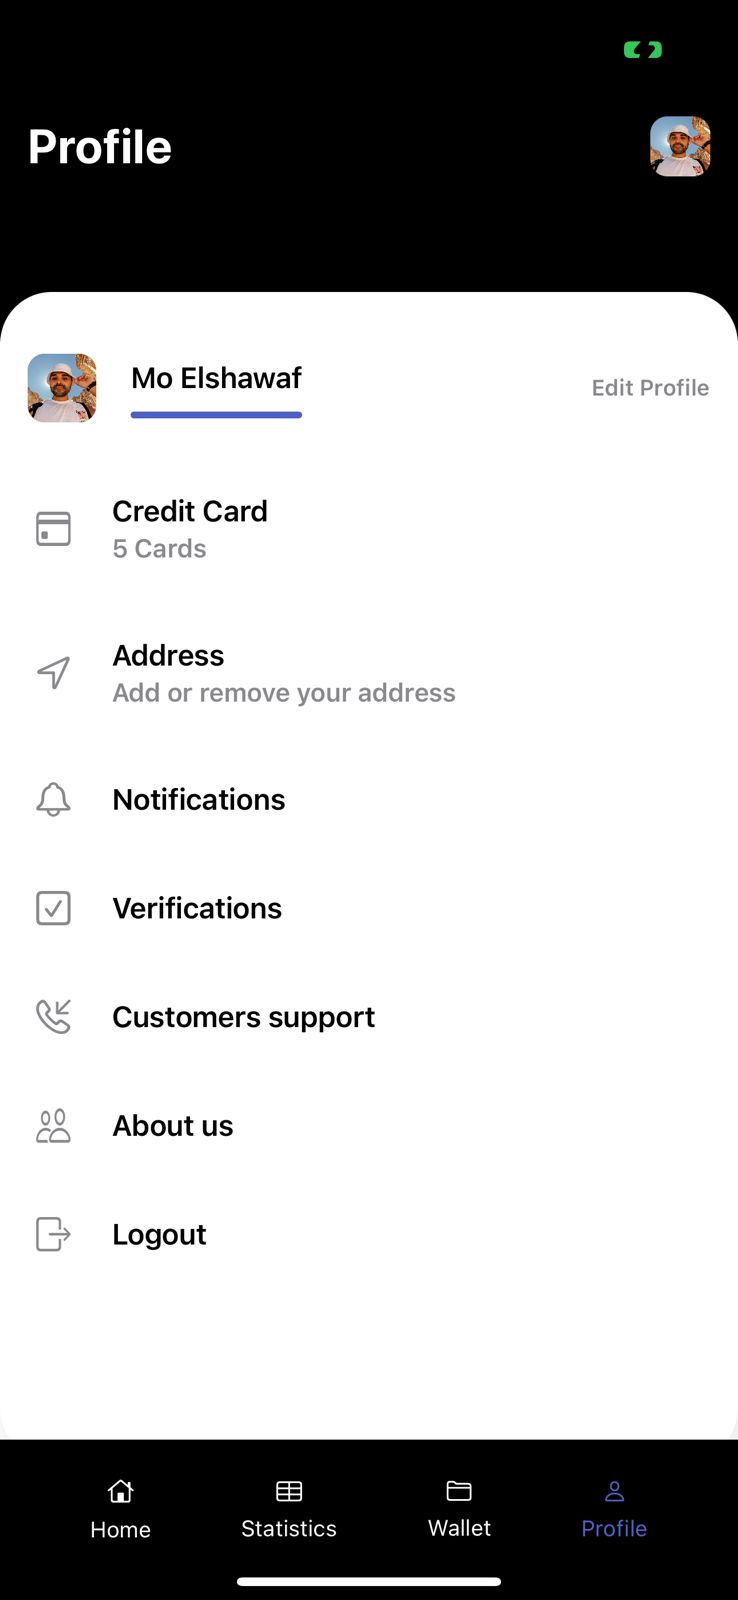 Profile
Mo Elshawaf
Edit Profile
Credit Card
5 Cards
Address
Add or remove your address
Notifications
Verifications
Customers support
About us
Logout
Home
Statistics
Wallet
Profile